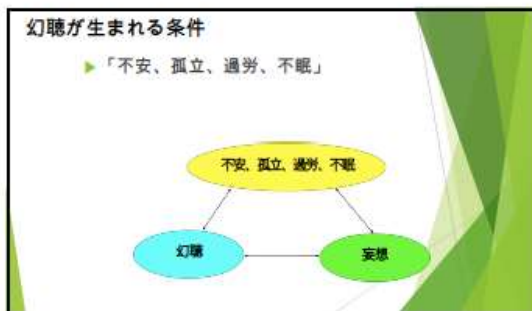 幻聴が生まれる条件
「不安、孤立、過労、不眠」
不安、孤立、過労、不眠
幻聴
妄想